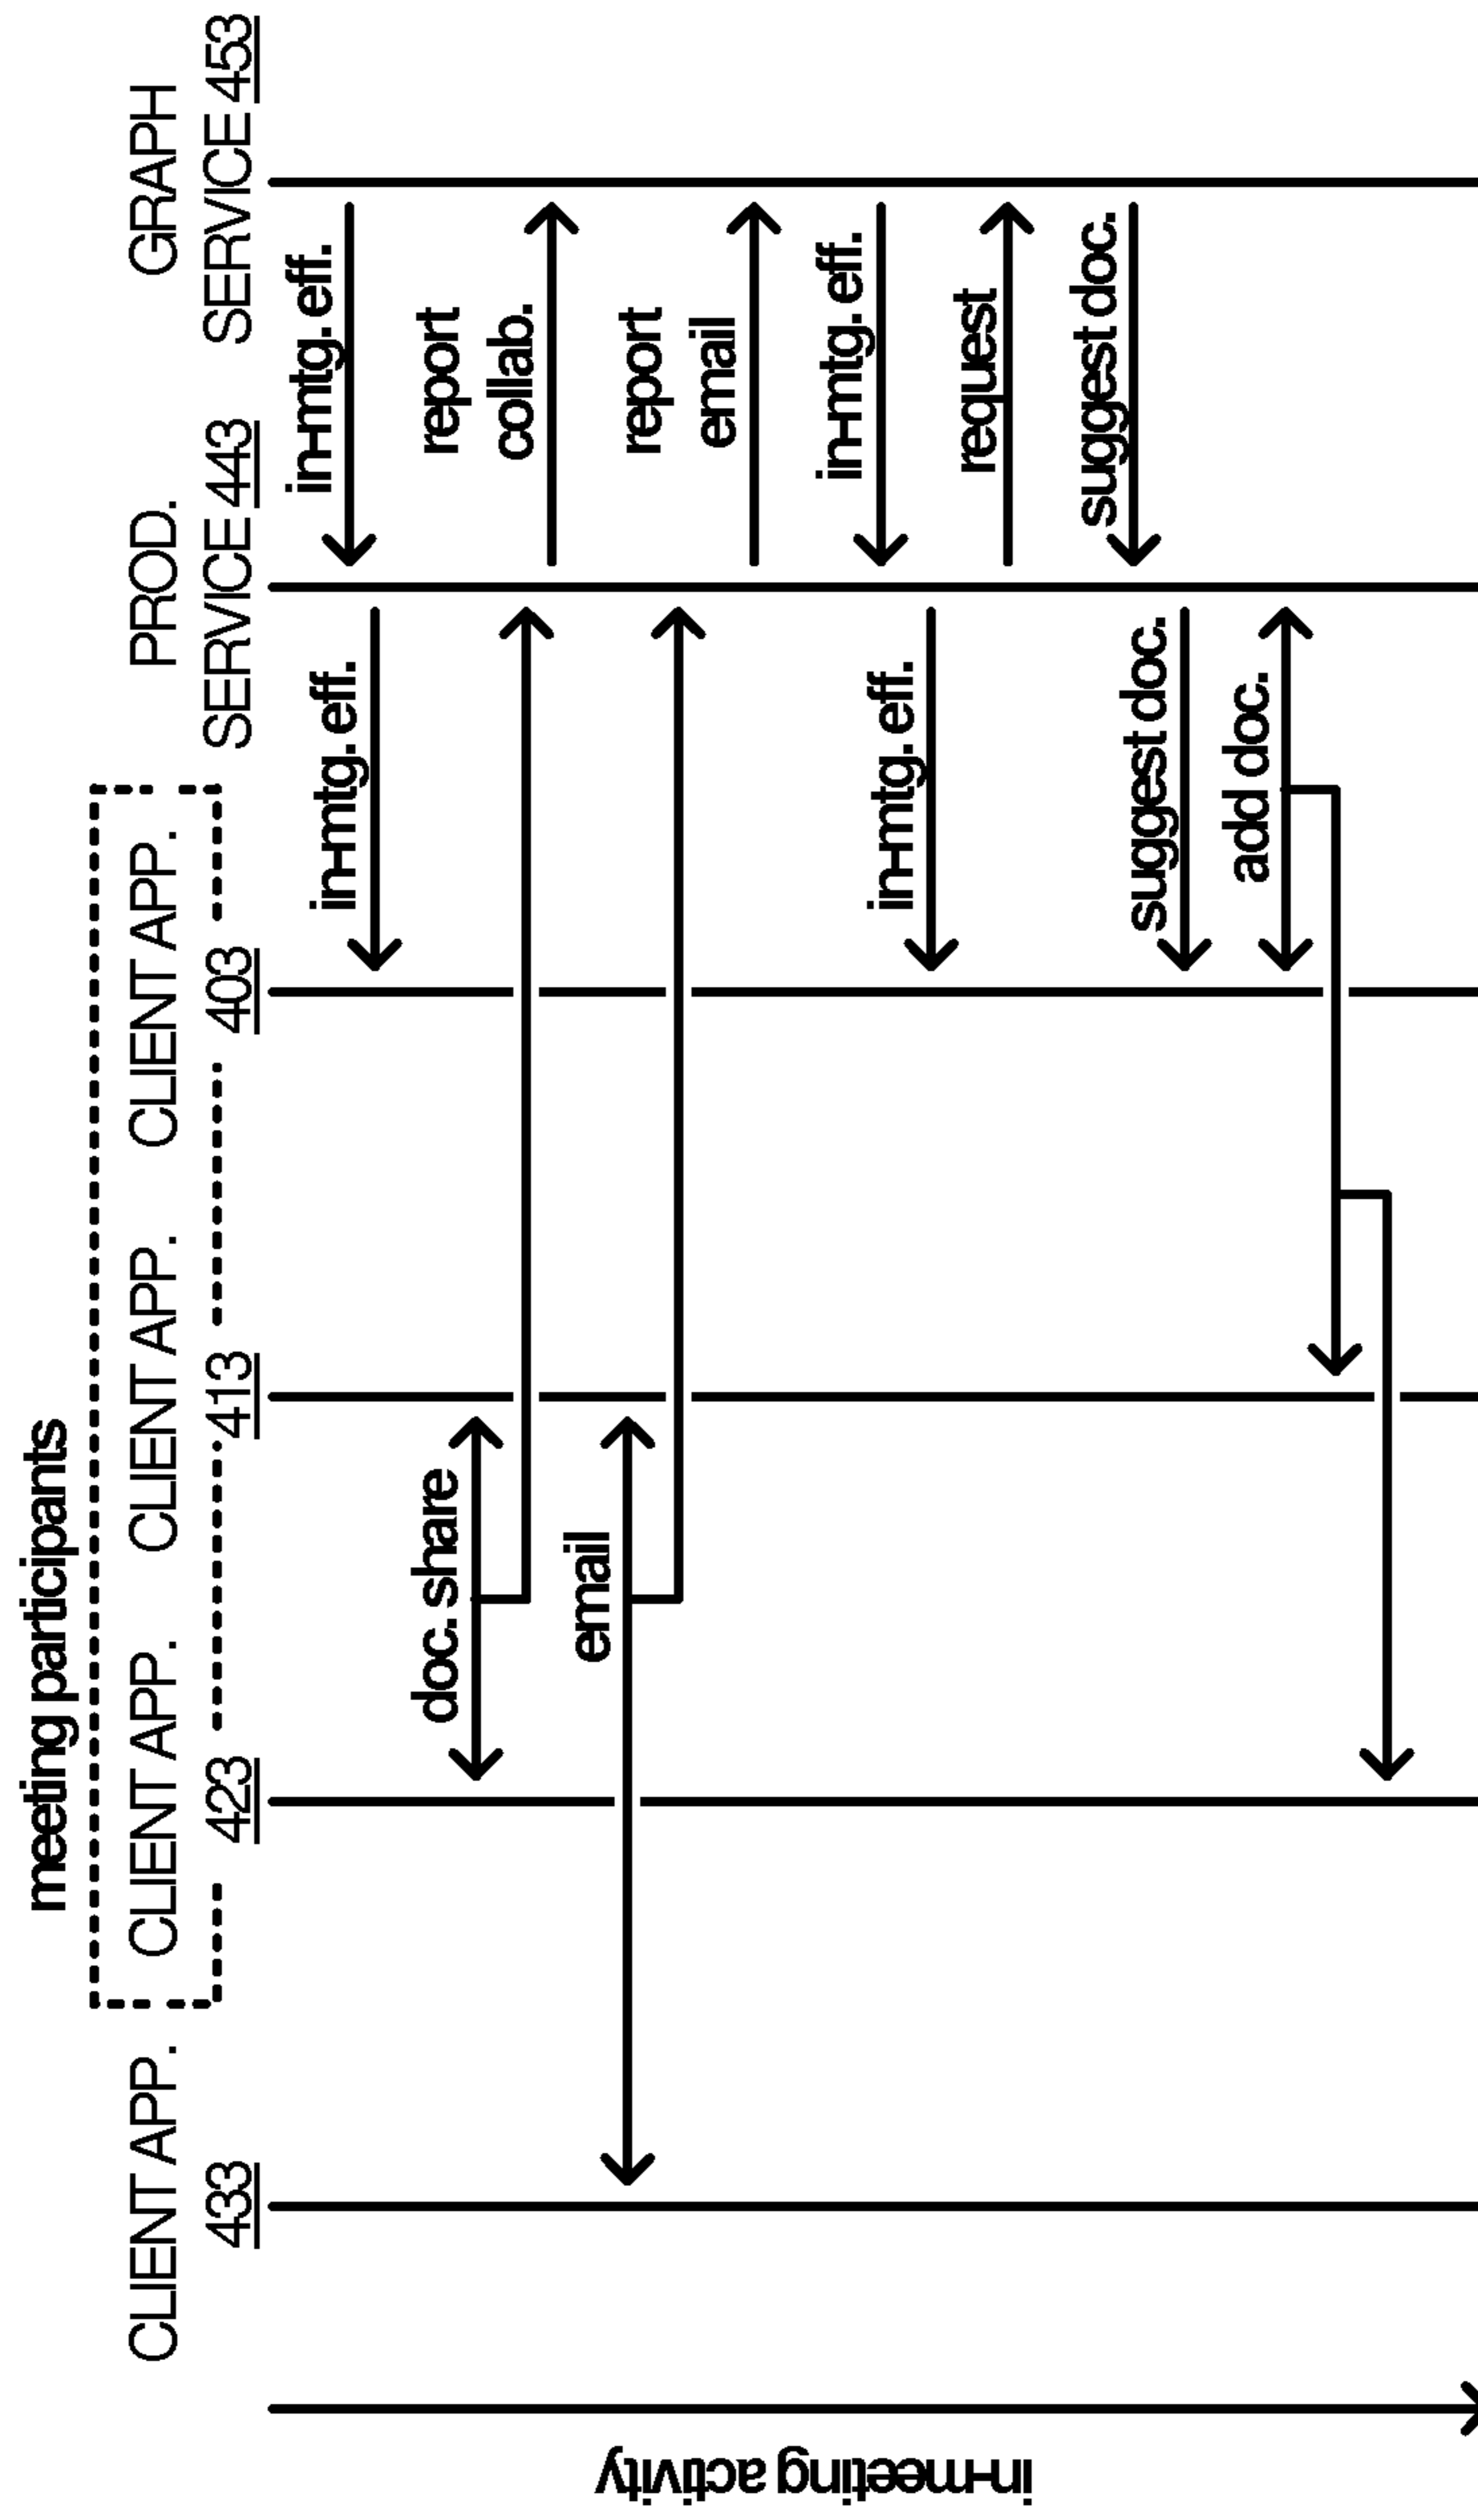 meeting participants
CLIENT APP.
433
CLIENT APP.
423
CLIENT APP.
413
CLIENT APP.
403
PROD.
SERVICE 443
GRAPH
SERVICE 453
in-mtg. eff.
in-mtg. eff.
doc. share
report
collab.
email
report
email
in-mtg. eff.
in-mtg. eff.
request
suggest doc.
suggest doc.
add doc.
in-meeting activity